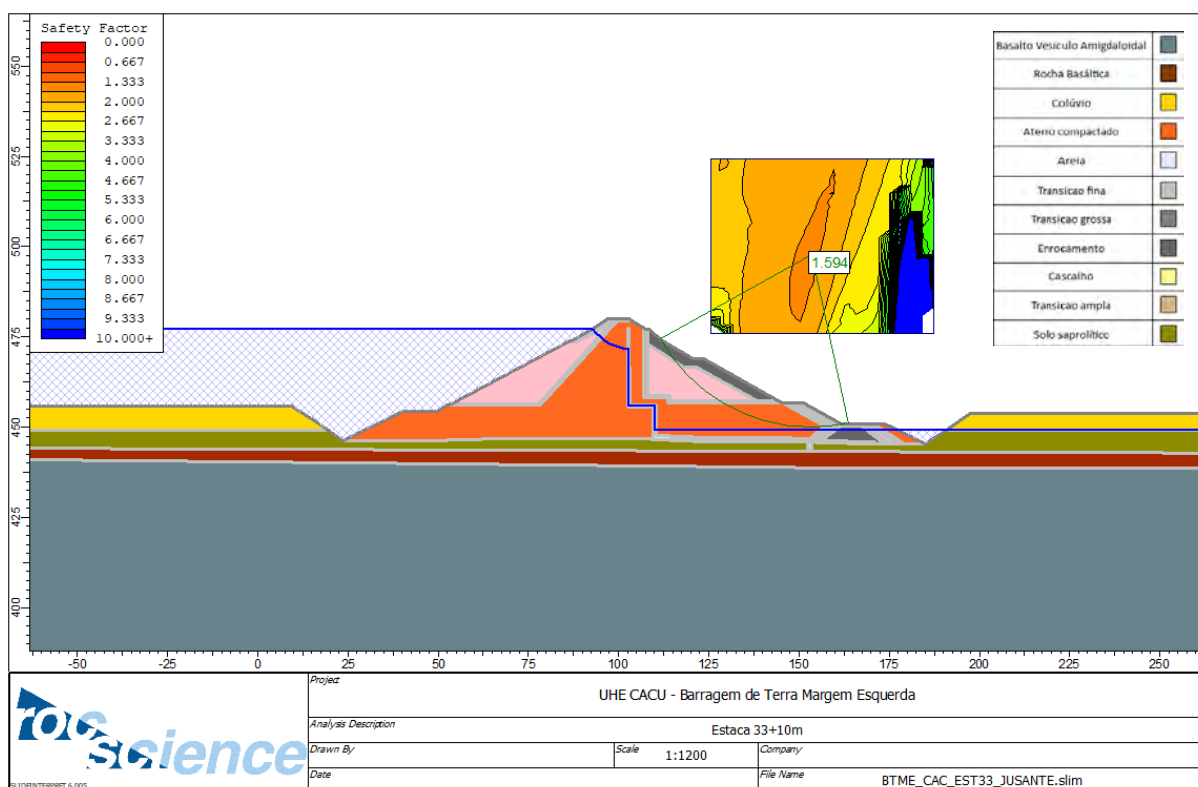 Safety Factor
0.000
0.667
1.333
2.000
2.667
3.333
4.000
4.667
5.333
6.000
6.667
7.333
8.000
8.667
9.333
10.000+
550
525
500
475
450
425
400
Basalto Vesículo Amigdaloidal
Rocha Basáltica
Colúvio
Aterro compactado
Areia
Transicao fina
Transicao grossa
Enrocamento
Cascalho
Transicao ampla
Solo saprolítico
1.594
-50 -25 0 25 50 75 100 125 150 175 200 225 250
rocscience
SLIDEINTERPRET 6.005
Project
UHE CACU - Barragem de Terra Margem Esquerda
Analysis Description
Estaca 33+10m
Drawn By
Scale 1:1200
Company
Date
File Name
BTME_CAC_EST33_JUSANTE.slim